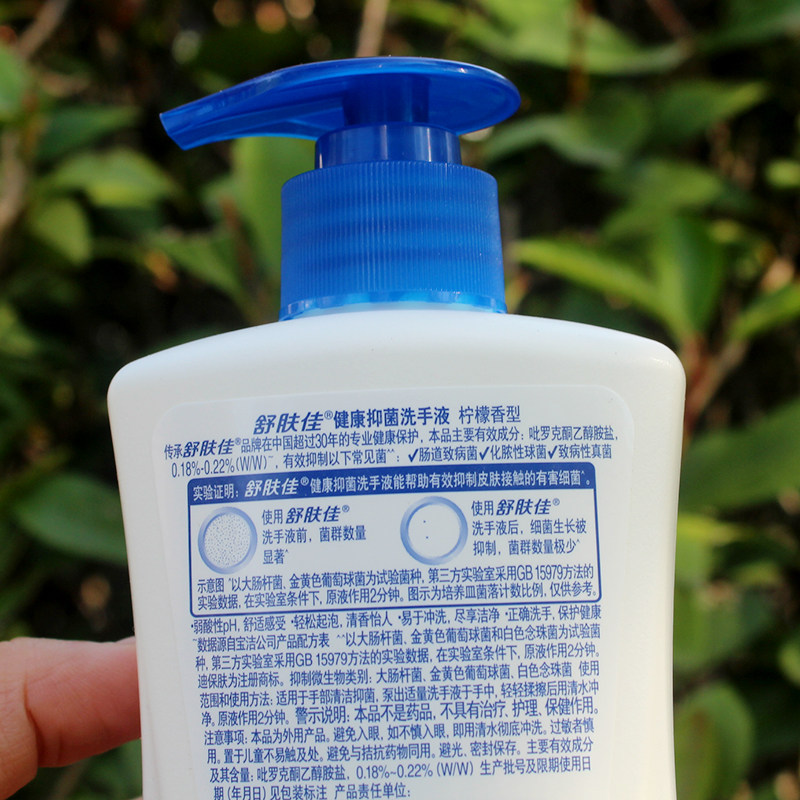 舒肤佳®健康抑菌洗手液 柠檬香型
传承舒肤佳®品牌在中国超过30年的专业健康保护，本品主要有效成分：吡罗克酮乙醇胺盐，
0.18%-0.22%(W/W)~，有效抑制以下常见菌^^：✓肠道致病菌✓化脓性球菌✓致病性真菌
实验证明：舒肤佳®健康抑菌洗手液能帮助有效抑制皮肤接触的有害细菌^。
使用舒肤佳®
洗手液前，菌群数量
显著^
使用舒肤佳®
洗手液后，细菌生长被
抑制，菌群数量极少^
示意图 ^以大肠杆菌、金黄色葡萄球菌为试验菌种，第三方实验室采用GB 15979方法的
实验数据，在实验室条件下，原液作用2分钟。图示为培养皿菌落计数比例，仅供参考。
·弱酸性pH，舒适感受 ·轻松起泡，清香怡人 ·易于冲洗，尽享洁净 ·正确洗手，保护健康
~数据源自宝洁公司产品配方表 ^^以大肠杆菌、金黄色葡萄球菌和白色念珠菌为试验菌
种，第三方实验室采用GB 15979方法的实验数据，在实验室条件下，原液作用2分钟。
迪保肤为注册商标。抑制微生物类别：大肠杆菌、金黄色葡萄球菌、白色念珠菌 使用
范围和使用方法：适用于手部清洁抑菌，泵出适量洗手液于手中，轻轻揉擦后用清水冲
净。原液作用2分钟。警示说明：本品不是药品，不具有治疗、护理、保健作用。
注意事项：本品为外用产品。避免入眼，如不慎入眼，即用清水彻底冲洗。过敏者慎
用。置于儿童不易触及处。避免与拮抗药物同用。避光、密封保存。主要有效成分
及其含量：吡罗克酮乙醇胺盐，0.18%~0.22% (W/W) 生产批号及限期使用日
期（年月日）见包装标注 产品责任单位：